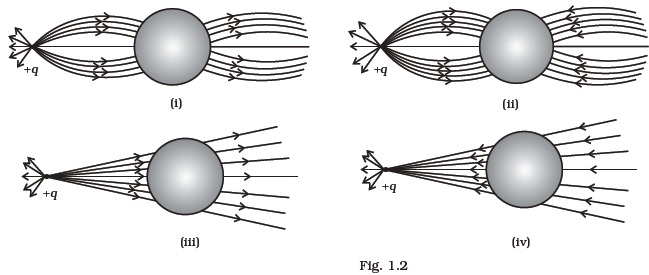 +q
+q
(i)
(ii)
+q
+q
(iii)
(iv)
Fig. 1.2